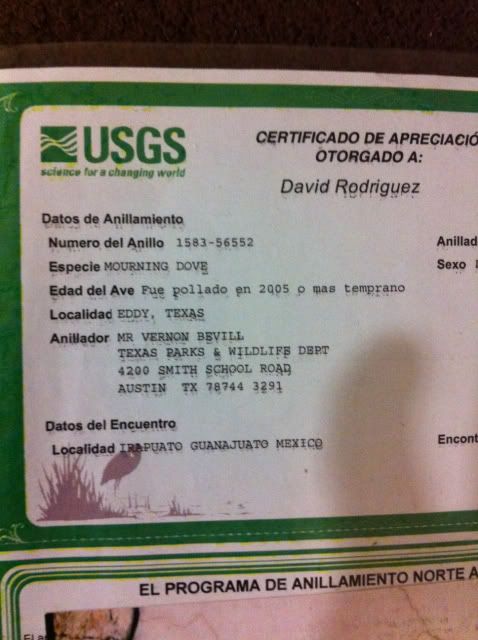 USGS
science for a changing world
CERTIFICADO DE APRECIACIÓ
OTORGADO A:
David Rodriguez
Datos de Anillamiento
Numero del Anillo 1583-56552
Anillad
Especie MOURNING DOVE
Sexo
Edad del Ave Fue pollado en 2005 o mas temprano
Localidad EDDY, TEXAS
Anillador MR VERNON BEVILL
TEXAS PARKS & WILDLIFE DEPT
4200 SMITH SCHOOL ROAD
AUSTIN TX 78744 3291
Datos del Encuentro
Localidad IRAPUATO GUANAJUATO MEXICO
Encont
EL PROGRAMA DE ANILLAMIENTO NORTE A